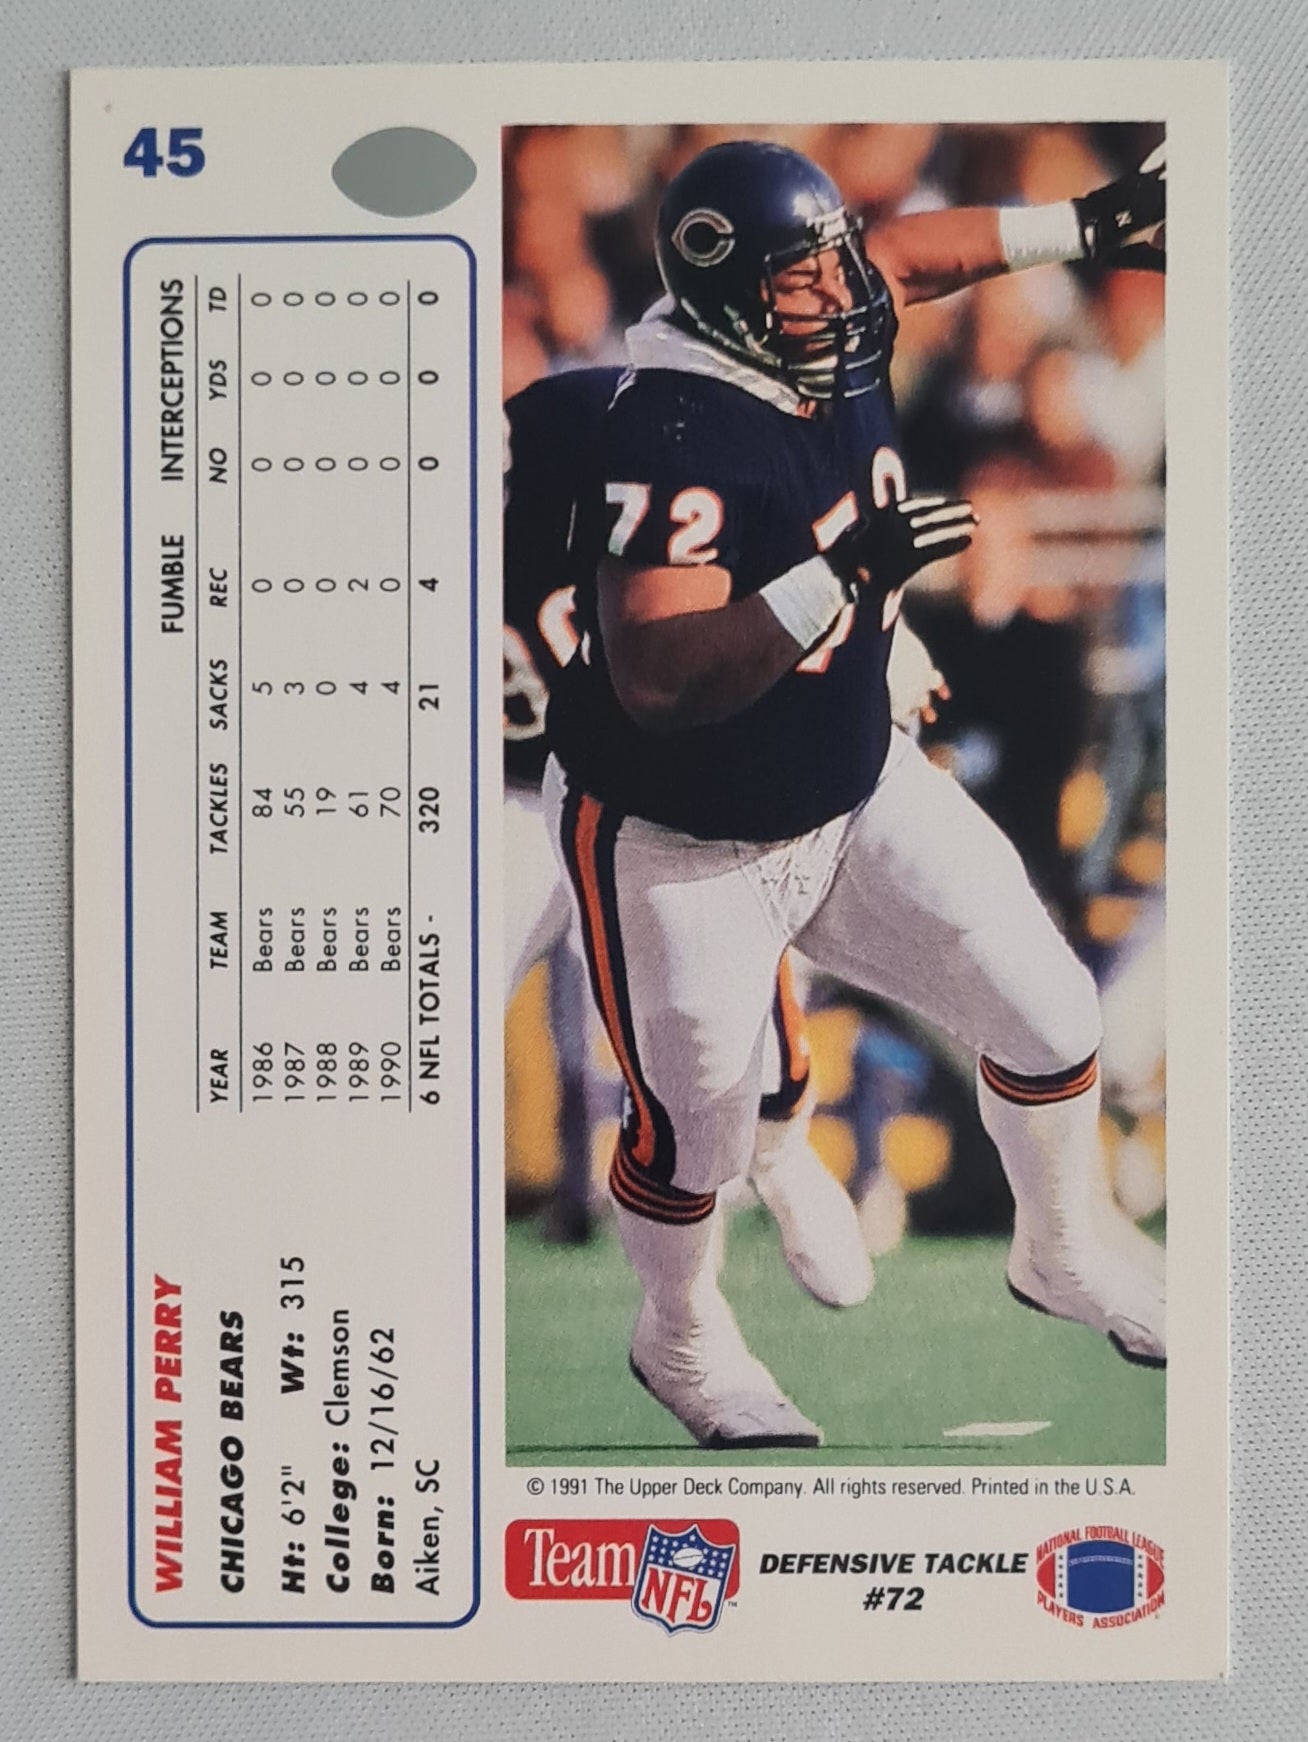 45
WILLIAM PERRY
CHICAGO BEARS
Ht: 6'2" Wt: 315
College: Clemson
Born: 12/16/62
Aiken, SC
FUMBLE INTERCEPTIONS
YEAR TEAM TACKLES SACKS REC NO YDS TD
1986 Bears 84 5 0 0 0 0
1987 Bears 55 3 0 0 0 0
1988 Bears 19 0 0 0 0 0
1989 Bears 61 4 2 0 0 0
1990 Bears 70 4 0 0 0 0
6 NFL TOTALS - 320 21 4 0 0 0
C
72
© 1991 The Upper Deck Company. All rights reserved. Printed in the U.S.A.
Team NFL ™
DEFENSIVE TACKLE
#72
NATIONAL FOOTBALL LEAGUE
PLAYERS ASSOCIATION